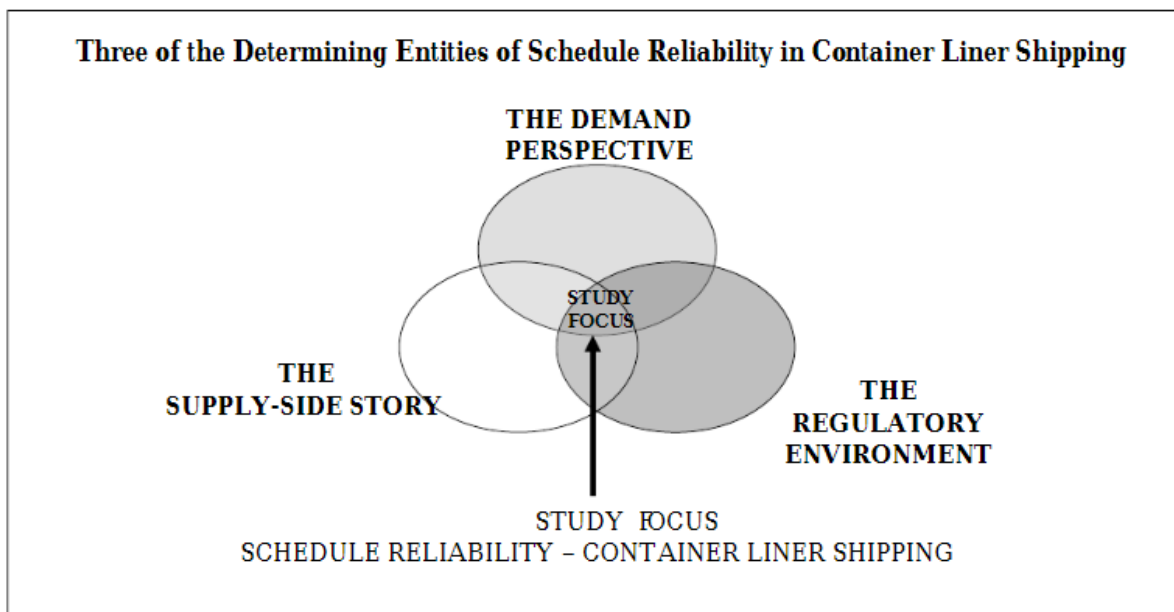 Three of the Determining Entities of Schedule Reliability in Container Liner Shipping
THE DEMAND
PERSPECTIVE
STUDY
FOCUS
THE
SUPPLY-SIDE STORY
THE
REGULATORY
ENVIRONMENT
STUDY FOCUS
SCHEDULE RELIABILITY – CONTAINER LINER SHIPPING